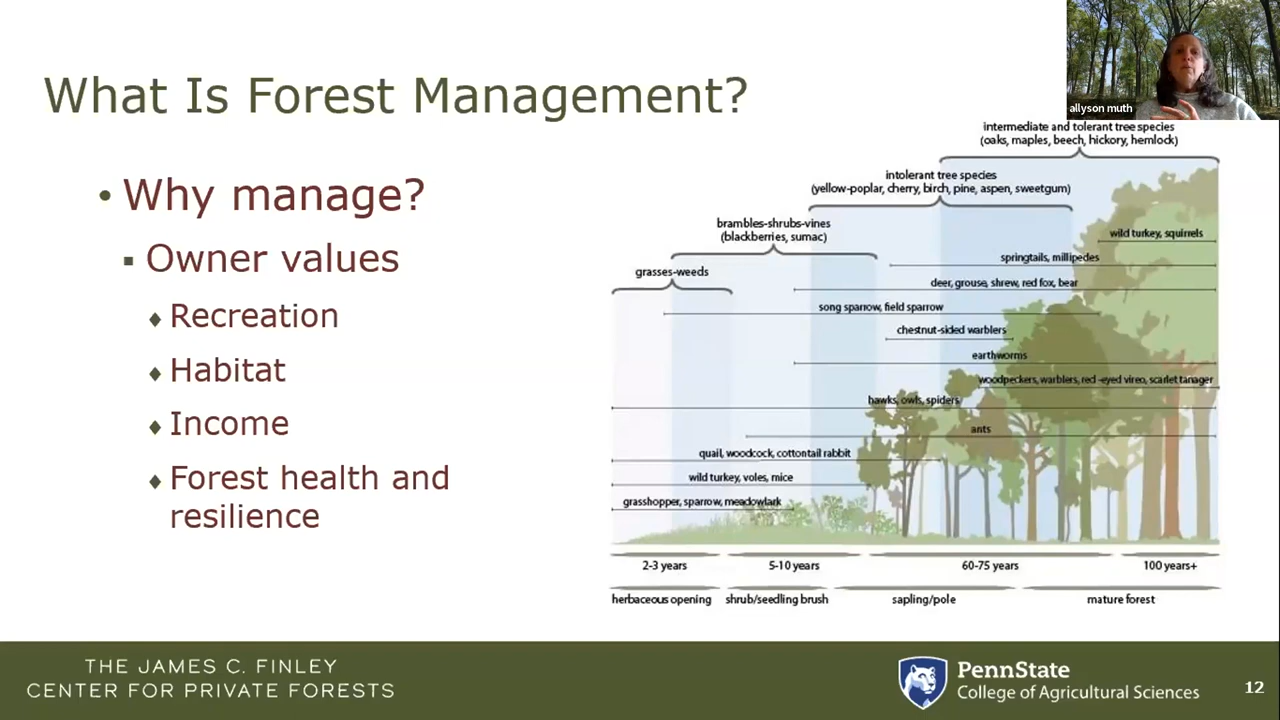 What Is Forest Management?
allyson muth
• Why manage?
▪ Owner values
♦ Recreation
♦ Habitat
♦ Income
♦ Forest health and
resilience
intermediate and tolerant tree species
(oaks, maples, beech, hickory, hemlock)
intolerant tree species
(yellow-poplar, cherry, birch, pine, aspen, sweetgum)
brambles-shrubs-vines
(blackberries, sumac)
grasses-weeds
wild turkey, squirrels
springtails, millipedes
deer, grouse, shrew, red fox, bear
song sparrow, field sparrow
chestnut-sided warblers
earthworms
woodpeckers, warblers, red-eyed vireo, scarlet tanager
hawks, owls, spiders
ants
quail, woodcock, cottontail rabbit
wild turkey, voles, mice
grasshopper, sparrow, meadowlark
2-3 years 5-10 years 60-75 years 100 years+
herbaceous opening shrub/seedling brush sapling/pole mature forest
THE JAMES C. FINLEY
CENTER FOR PRIVATE FORESTS
PennState
College of Agricultural Sciences
12